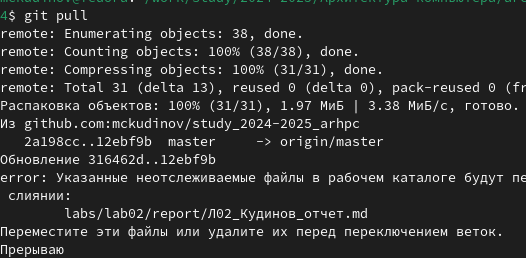 4$ git pull
remote: Enumerating objects: 38, done.
remote: Counting objects: 100% (38/38), done.
remote: Compressing objects: 100% (31/31), done.
remote: Total 31 (delta 13), reused 0 (delta 0), pack-reused 0 (fr
Распаковка объектов: 100% (31/31), 1.97 МиБ | 3.38 МиБ/с, готово.
Из github.com:mckudinov/study_2024-2025_arhpc
2a198cc..12ebf9b  master     -> origin/master
Обновление 316462d..12ebf9b
error: Указанные неотслеживаемые файлы в рабочем каталоге будут пе
слиянии:
labs/lab02/report/Л02_Кудинов_отчет.md
Переместите эти файлы или удалите их перед переключением веток.
Прерываю